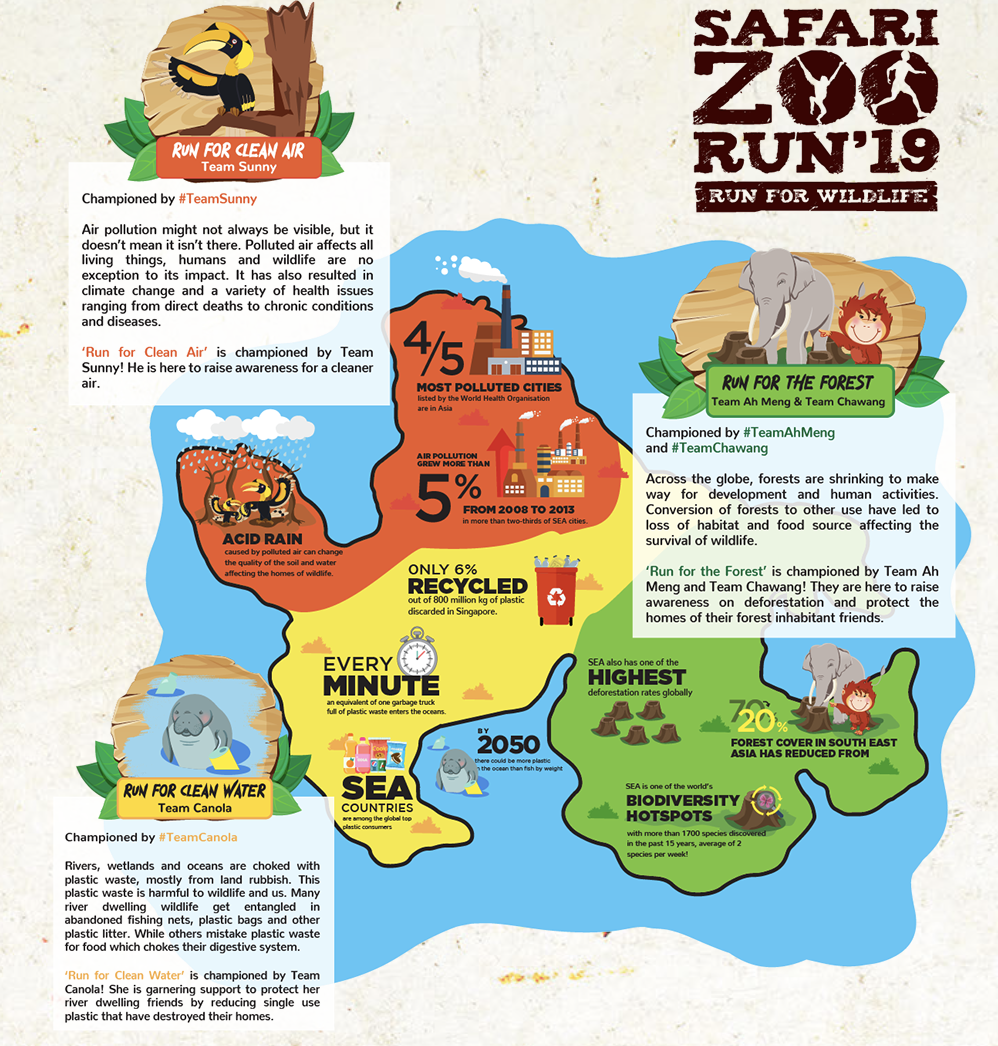 SAFARI
ZOO
RUN'19
RUN FOR WILDLIFE
RUN FOR CLEAN AIR
Team Sunny
Championed by #TeamSunny
Air pollution might not always be visible, but it
doesn't mean it isn't there. Polluted air affects all
living things, humans and wildlife are no
exception to its impact. It has also resulted in
climate change and a variety of health issues
ranging from direct deaths to chronic conditions
and diseases.
'Run for Clean Air' is championed by Team
Sunny! He is here to raise awareness for a cleaner
air.
4/5
MOST POLLUTED CITIES
listed by the World Health Organisation
are in Asia
AIR POLLUTION
GREW MORE THAN
5%
FROM 2008 TO 2013
in more than two-thirds of SEA cities.
ACID RAIN
caused by polluted air can change
the quality of the soil and water
affecting the homes of wildlife.
RUN FOR THE FOREST
Team Ah Meng & Team Chawang
Championed by #TeamAhMeng
and #TeamChawang
Across the globe, forests are shrinking to make
way for development and human activities.
Conversion of forests to other use have led to
loss of habitat and food source affecting the
survival of wildlife.
'Run for the Forest' is championed by Team Ah
Meng and Team Chawang! They are here to raise
awareness on deforestation and protect the
homes of their forest inhabitant friends.
ONLY 6%
RECYCLED
out of 800 million kg of plastic
discarded in Singapore.
EVERY
MINUTE
an equivalent of one garbage truck
full of plastic waste enters the oceans.
SEA
COUNTRIES
are among the global top
plastic consumers
BY
2050
there could be more plastic
in the ocean than fish by weight
SEA also has one of the
HIGHEST
deforestation rates globally
70
20%
FOREST COVER IN SOUTH EAST
ASIA HAS REDUCED FROM
SEA is one of the world's
BIODIVERSITY
HOTSPOTS
with more than 1700 species discovered
in the past 15 years, average of 2
species per week!
RUN FOR CLEAN WATER
Team Canola
Championed by #TeamCanola
Rivers, wetlands and oceans are choked with
plastic waste, mostly from land rubbish. This
plastic waste is harmful to wildlife and us. Many
river dwelling wildlife get entangled in
abandoned fishing nets, plastic bags and other
plastic litter. While others mistake plastic waste
for food which chokes their digestive system.
'Run for Clean Water' is championed by Team
Canola! She is garnering support to protect her
river dwelling friends by reducing single use
plastic that have destroyed their homes.